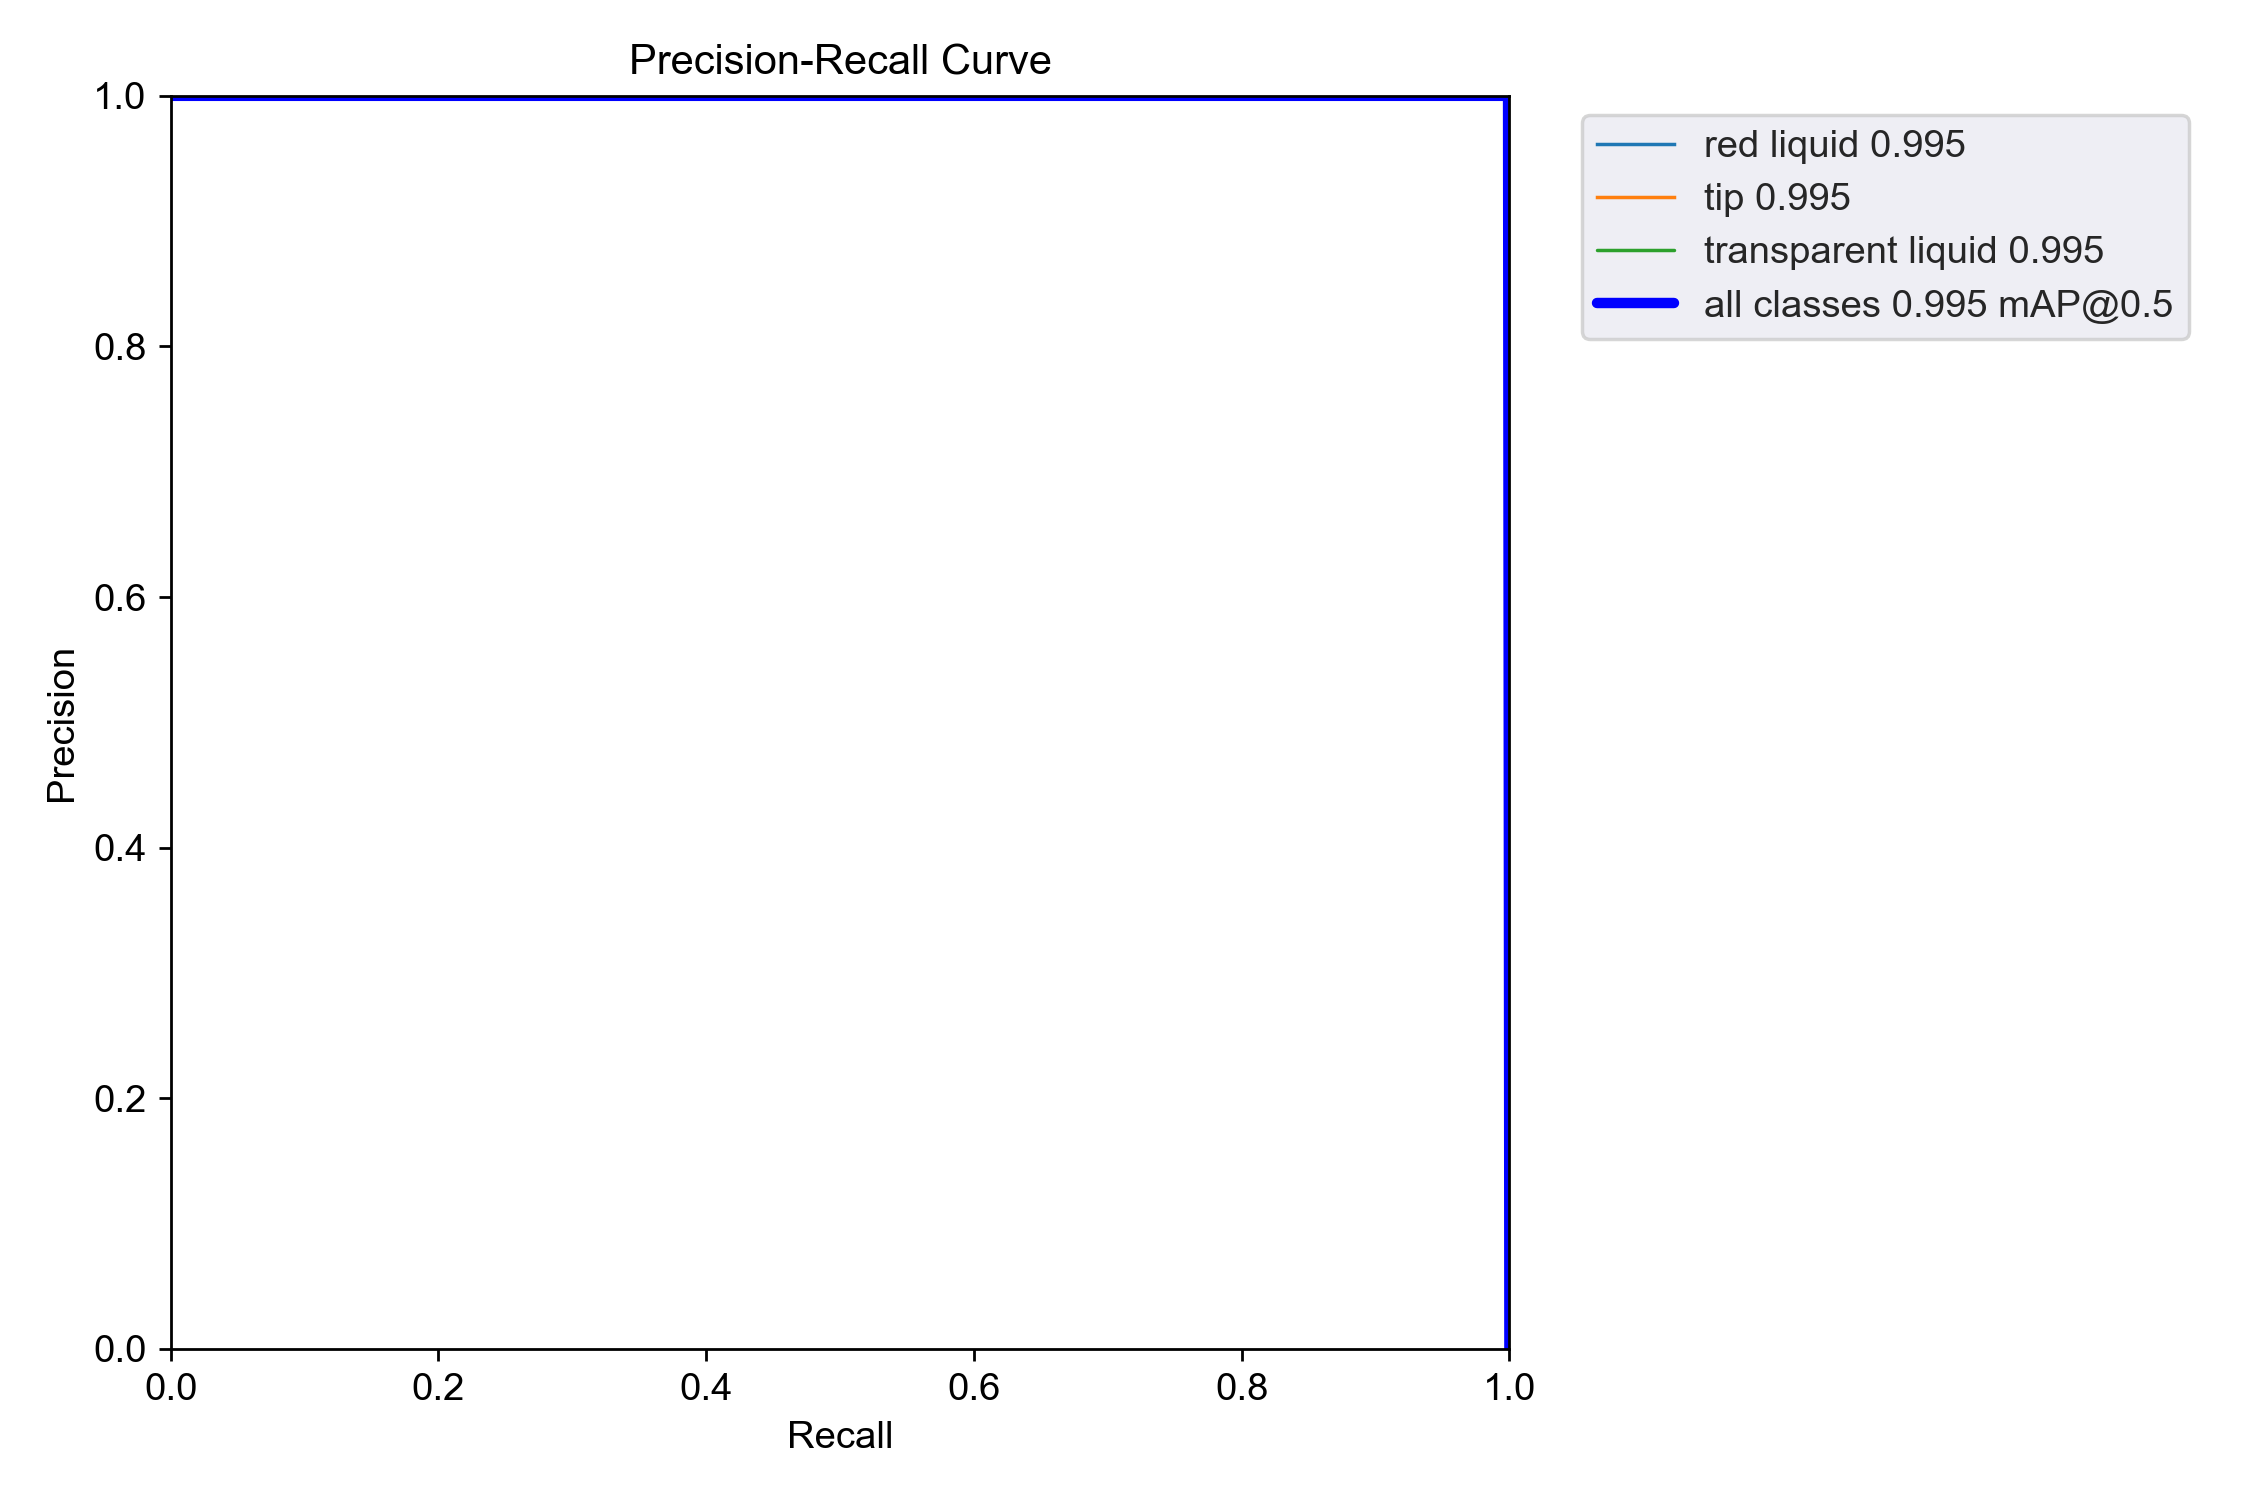 Precision-Recall Curve
1.0
0.8
0.6
0.4
0.2
0.0
Precision
0.0 0.2 0.4 0.6 0.8 1.0
Recall
red liquid 0.995
tip 0.995
transparent liquid 0.995
all classes 0.995 mAP@0.5